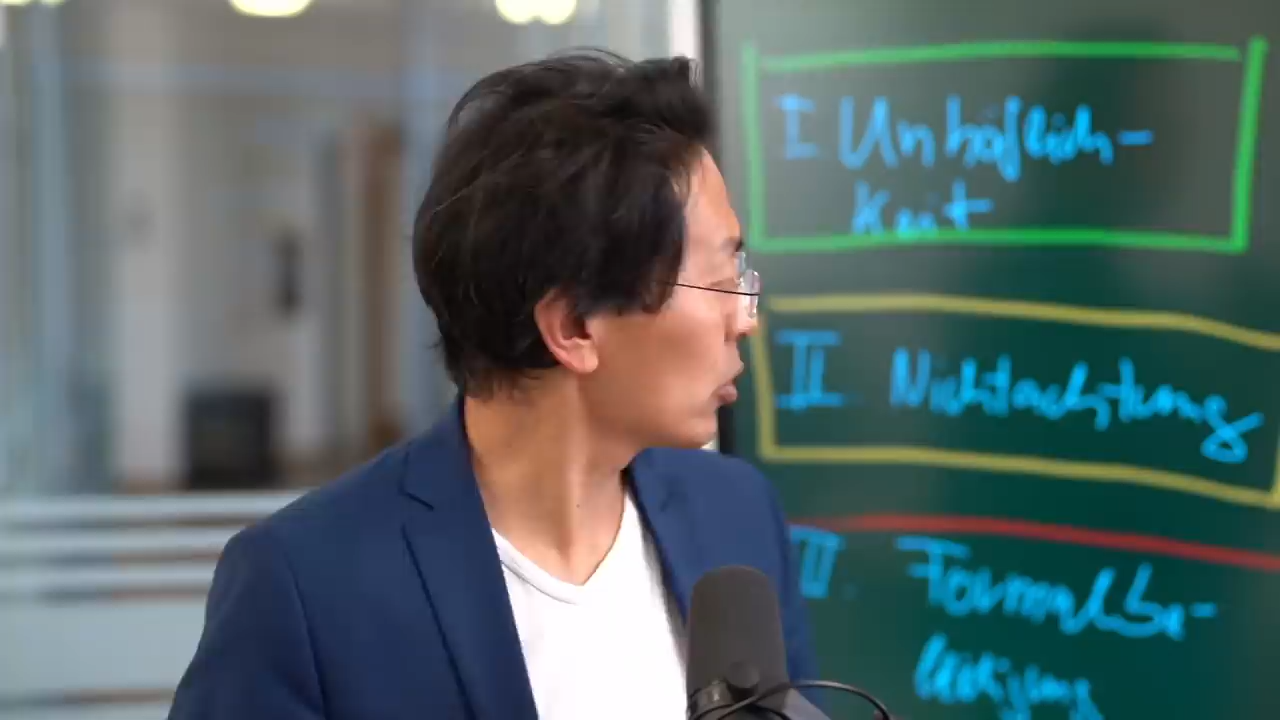 I Unhöflich-
keit
II. Nichtachtung
III. Formalbe-
leidigung